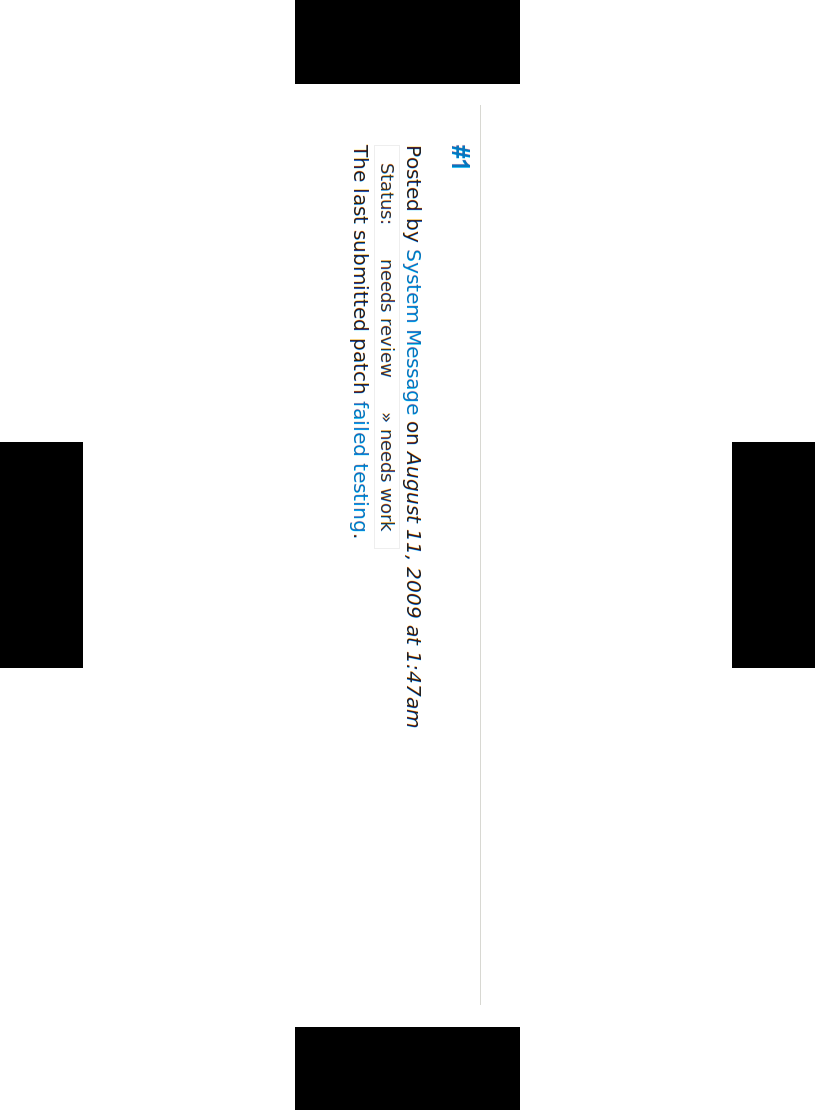 #1
Posted by System Message on August 11, 2009 at 1:47am
Status: needs review » needs work
The last submitted patch failed testing.